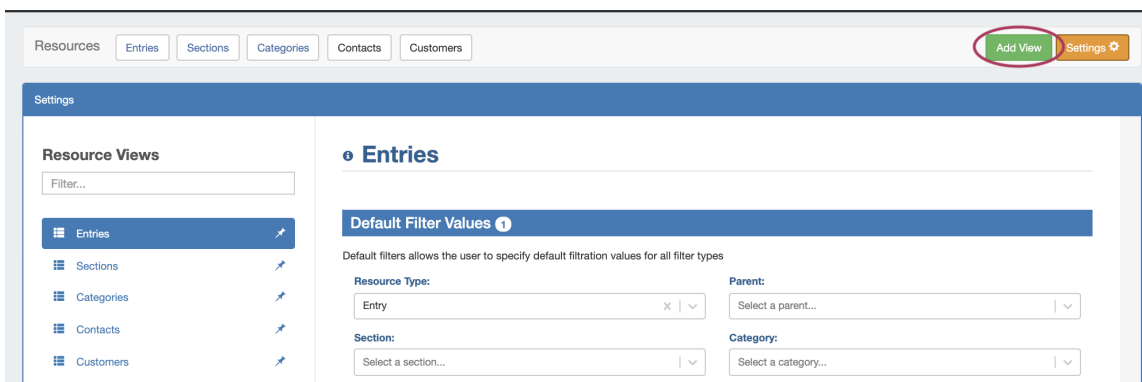 Resources Entries Sections Categories Contacts Customers Add View Settings
Settings
Resource Views
Filter...
Entries
Sections
Categories
Contacts
Customers
Entries
Default Filter Values 1
Default filters allows the user to specify default filtration values for all filter types
Resource Type: Parent:
Entry Select a parent...
Section: Category:
Select a section... Select a category...